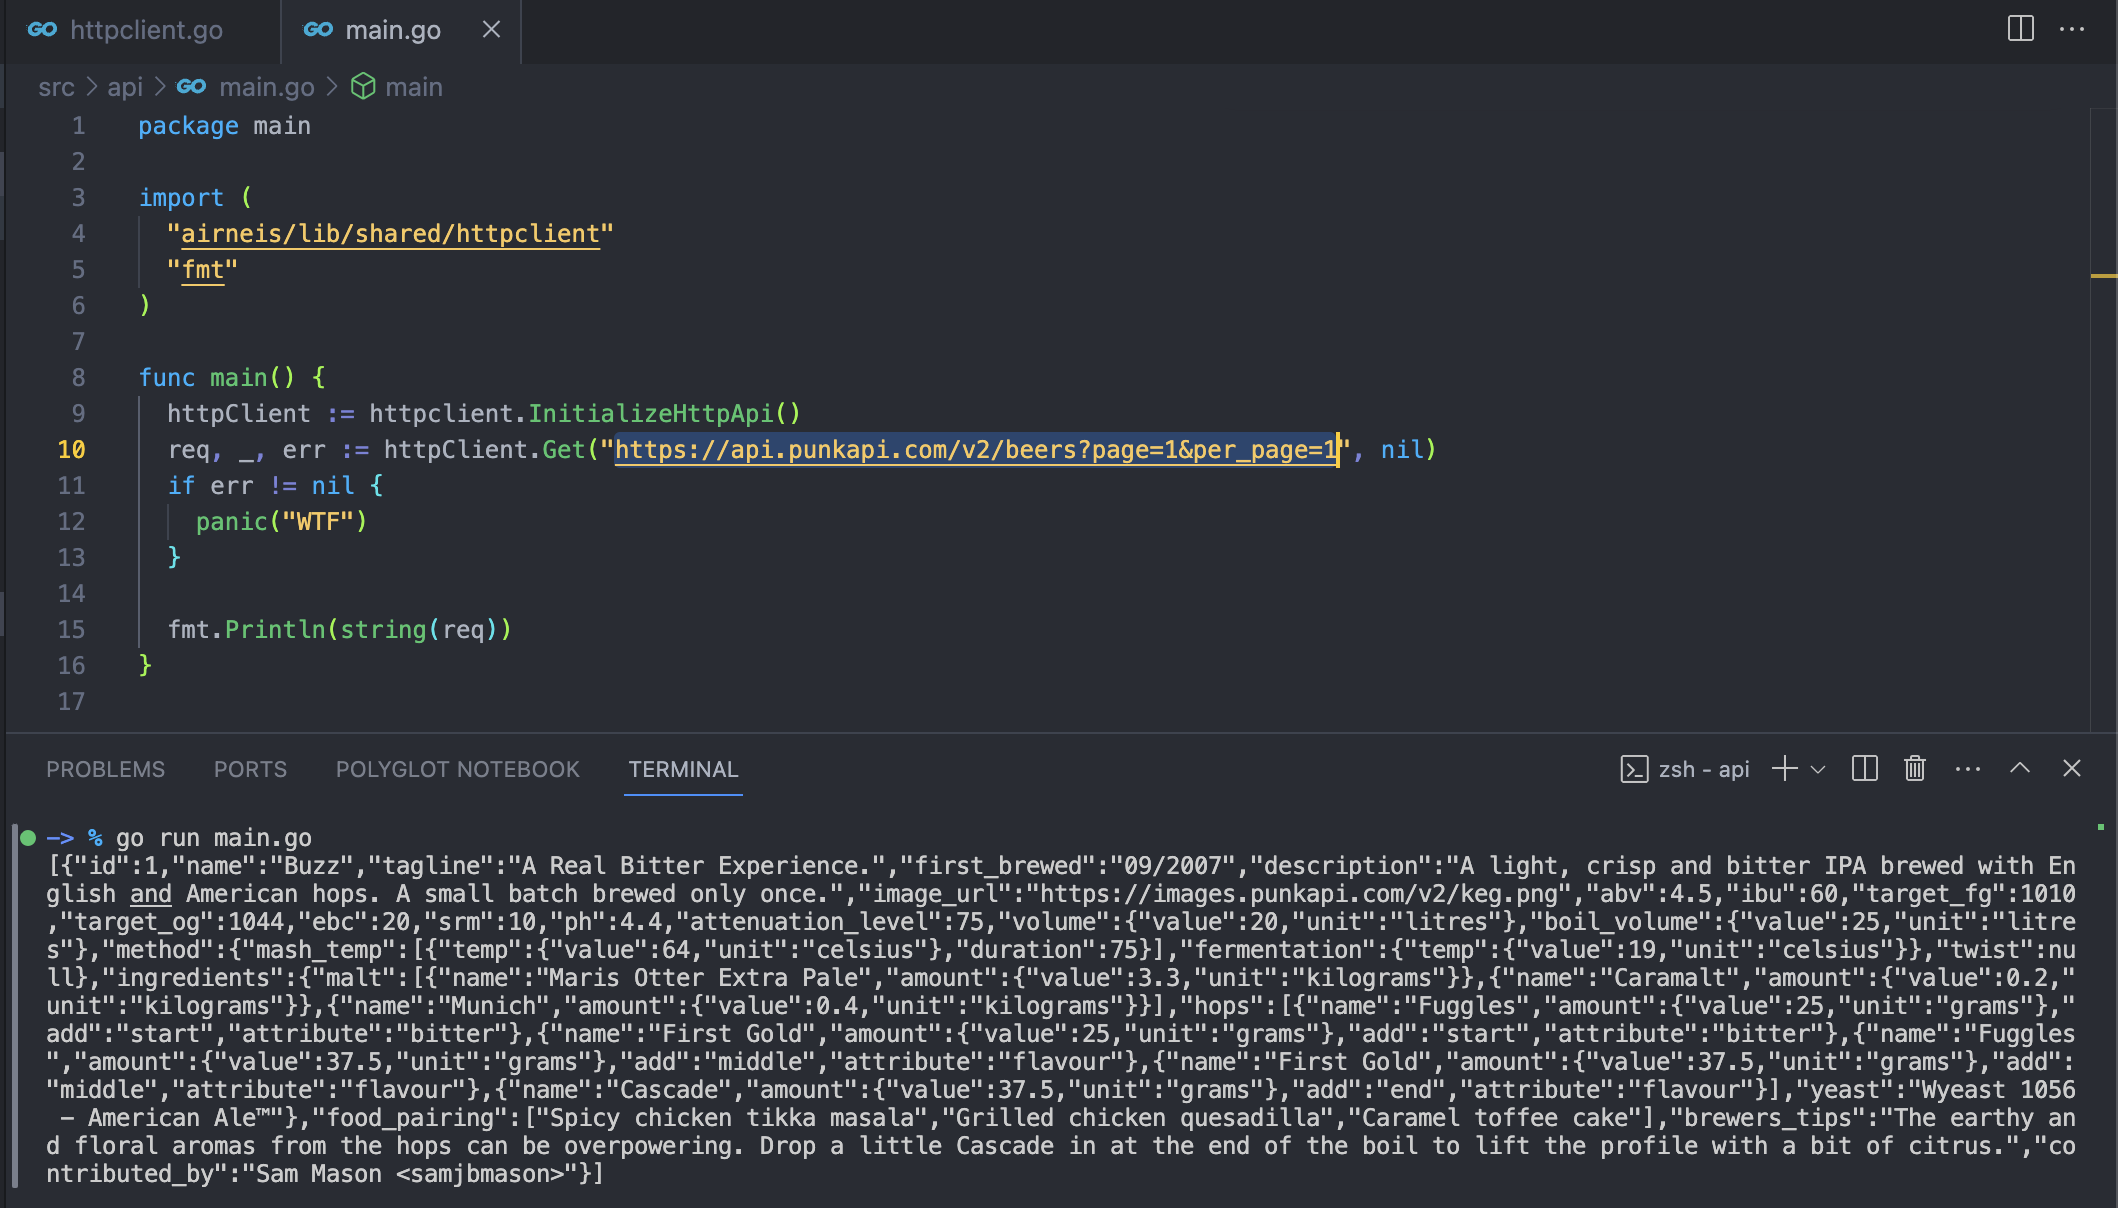 GO httpclient.go GO main.go
src > api > GO main.go > main
1 package main
2
3 import (
4 "airneis/lib/shared/httpclient"
5 "fmt"
6 )
7
8 func main() {
9 httpClient := httpclient.InitializeHttpApi()
10 req, _, err := httpClient.Get("https://api.punkapi.com/v2/beers?page=1&per_page=1", nil)
11 if err != nil {
12 panic("WTF")
13 }
14
15 fmt.Println(string(req))
16 }
17
PROBLEMS PORTS POLYGLOT NOTEBOOK TERMINAL zsh - api
-> % go run main.go
[{"id":1,"name":"Buzz","tagline":"A Real Bitter Experience.","first_brewed":"09/2007","description":"A light, crisp and bitter IPA brewed with En
glish and American hops. A small batch brewed only once.","image_url":"https://images.punkapi.com/v2/keg.png","abv":4.5,"ibu":60,"target_fg":1010
,"target_og":1044,"ebc":20,"srm":10,"ph":4.4,"attenuation_level":75,"volume":{"value":20,"unit":"litres"},"boil_volume":{"value":25,"unit":"litre
s"},"method":{"mash_temp":[{"temp":{"value":64,"unit":"celsius"},"duration":75}],"fermentation":{"temp":{"value":19,"unit":"celsius"}},"twist":nu
ll},"ingredients":{"malt":[{"name":"Maris Otter Extra Pale","amount":{"value":3.3,"unit":"kilograms"}},{"name":"Caramalt","amount":{"value":0.2,"
unit":"kilograms"}},{"name":"Munich","amount":{"value":0.4,"unit":"kilograms"}}],"hops":[{"name":"Fuggles","amount":{"value":25,"unit":"grams"},"
add":"start","attribute":"bitter"},{"name":"First Gold","amount":{"value":25,"unit":"grams"},"add":"start","attribute":"bitter"},{"name":"Fuggles
","amount":{"value":37.5,"unit":"grams"},"add":"middle","attribute":"flavour"},{"name":"First Gold","amount":{"value":37.5,"unit":"grams"},"add":
"middle","attribute":"flavour"},{"name":"Cascade","amount":{"value":37.5,"unit":"grams"},"add":"end","attribute":"flavour"}],"yeast":"Wyeast 1056
 - American Ale™"},"food_pairing":["Spicy chicken tikka masala","Grilled chicken quesadilla","Caramel toffee cake"],"brewers_tips":"The earthy an
d floral aromas from the hops can be overpowering. Drop a little Cascade in at the end of the boil to lift the profile with a bit of citrus.","co
ntributed_by":"Sam Mason <samjbmason>"}]